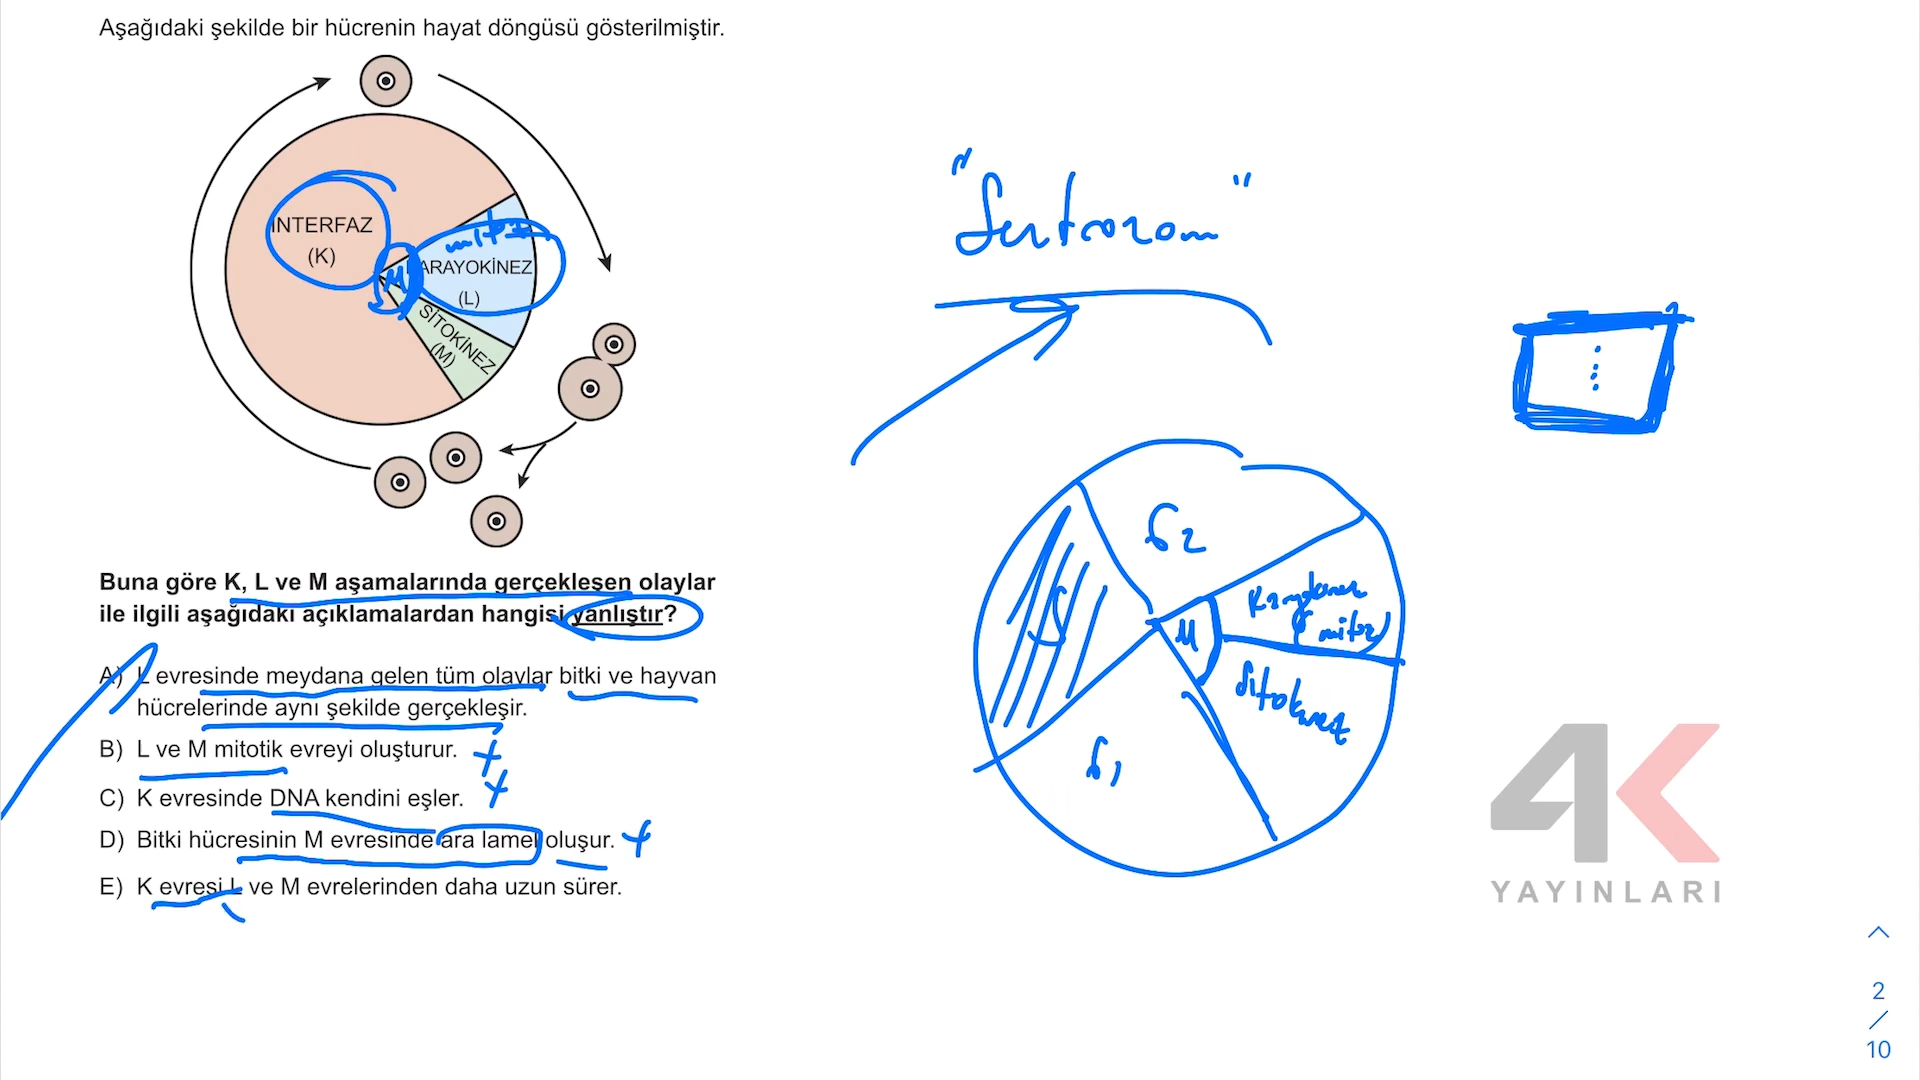 Aşağıdaki şekilde bir hücrenin hayat döngüsü gösterilmiştir.
İNTERFAZ
(K)
mitoz
M
KARAYOKİNEZ
(L)
SİTOKİNEZ
(M)
"Sentrozom"
G2
S
Karyokinez
(mitoz)
M
Sitokinez
G1
Buna göre K, L ve M aşamalarında gerçekleşen olaylar
ile ilgili aşağıdaki açıklamalardan hangisi yanlıştır?
A) L evresinde meydana gelen tüm olaylar bitki ve hayvan
hücrelerinde aynı şekilde gerçekleşir.
B) L ve M mitotik evreyi oluşturur. +
C) K evresinde DNA kendini eşler. +
D) Bitki hücresinin M evresinde ara lamel oluşur. +
E) K evresi L ve M evrelerinden daha uzun sürer.
4K
YAYINLARI
2
/
10